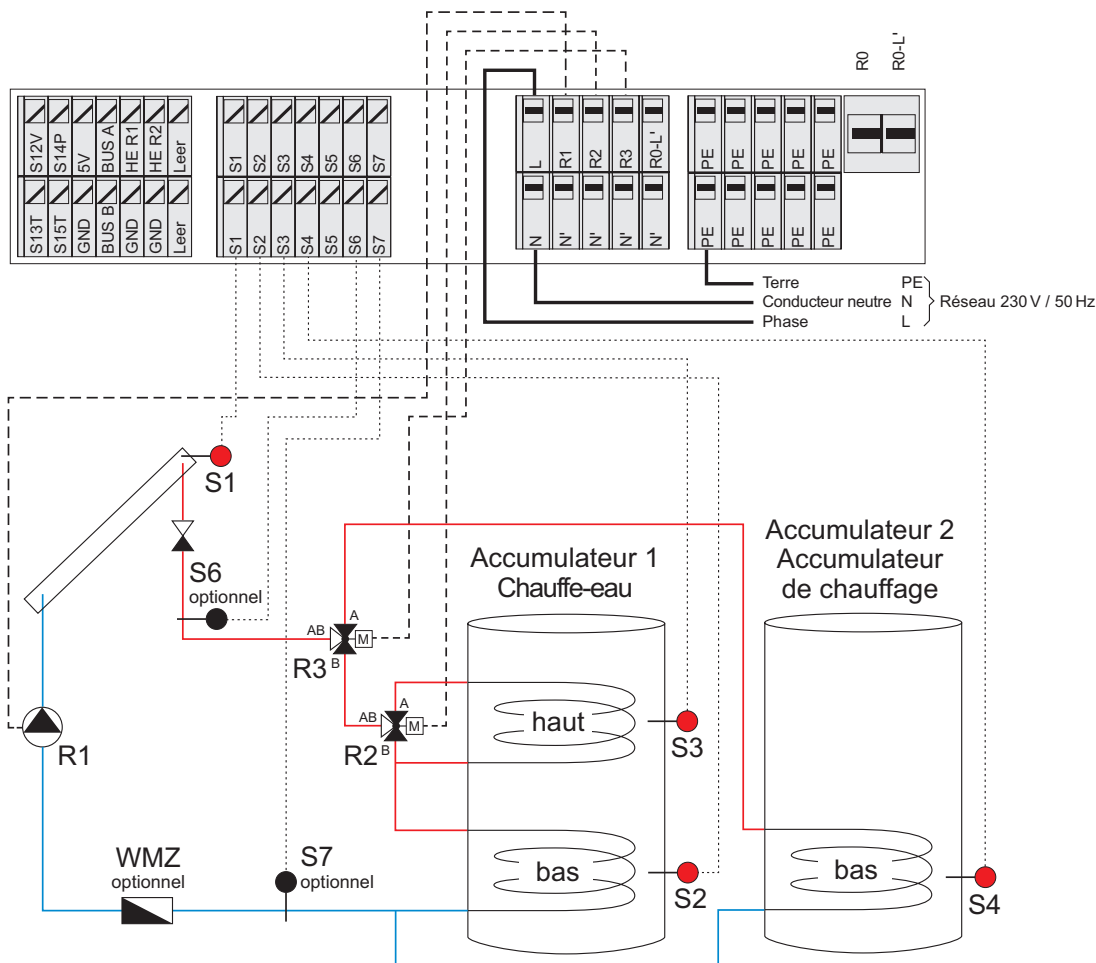 R0
R0-L'
S12V
S14P
5V
BUS A
HE R1
HE R2
Leer
S1
S2
S3
S4
S5
S6
S7
L
R1
R2
R3
R0-L'
PE
PE
PE
PE
PE
S13T
S15T
GND
BUS B
GND
GND
Leer
S1
S2
S3
S4
S5
S6
S7
N
N'
N'
N'
N'
PE
PE
PE
PE
PE
Terre PE
Conducteur neutre N
Phase L
Réseau 230 V / 50 Hz
S1
S6
optionnel
AB
A
B
M
R3
AB
A
B
M
R2
Accumulateur 1
Chauffe-eau
Accumulateur 2
Accumulateur
de chauffage
haut
S3
R1
WMZ
optionnel
S7
optionnel
bas
S2
bas
S4